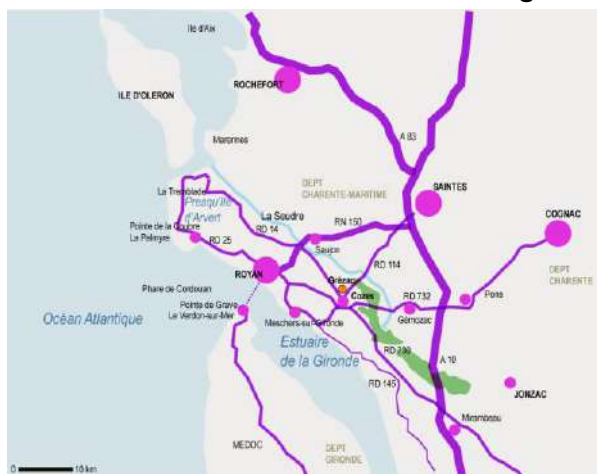 Ile d'Aix
ROCHEFORT
ILE D'OLERON
A 83
Marennes
DEPT
CHARENTE-MARITIME
SAINTES
La Tremblade
Presqu'île
d'Arvert
La Seudre
RN 150
COGNAC
Pointe de la Coubre
La Palmyre
RD 14
RD 25
Saujon
RD 114
ROYAN
DEPT
CHARENTE
Phare de Cordouan
Grézac
Cozes
RD 732
Pons
Pointe de Grave
Le Verdon-sur-Mer
Gémozac
Océan Atlantique
Meschers-sur-Gironde
Estuaire
de la Gironde
RD 730
A 10
RD 145
JONZAC
Mirambeau
MEDOC
DEPT
GIRONDE
0
10 km